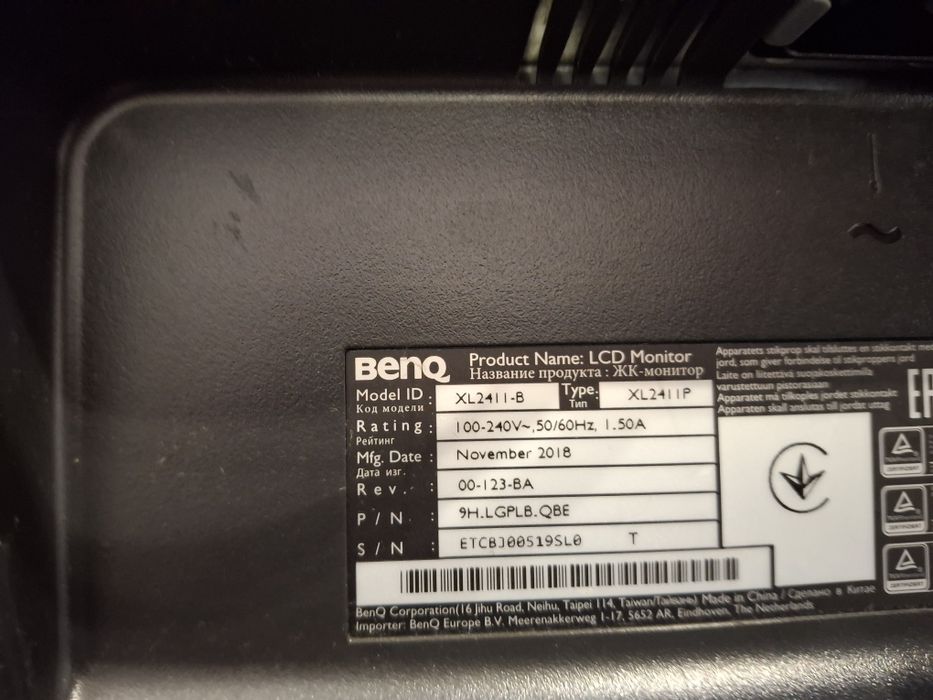 BenQ
Product Name: LCD Monitor
Название продукта : ЖК-монитор
Model ID : XL2411-B Type: XL2411P
Код модели Тип
Rating : 100-240V~,50/60Hz, 1.50A
Рейтинг
Mfg. Date : November 2018
Дата изг.
Rev. : 00-123-BA
P / N : 9H.LGPLB.QBE
S / N : ETCBJ00519SL0 T
Apparatets stikprop skal tilsluttes en stikkontakt med
jord, som giver forbindelse til stikproppens jord
Laite on liitettävä suojakoskettimilla
varustettuun pistorasiaan
Apparatet må tilkoples jordet stikkontakt
Apparaten skall anslutas till jordat uttag
BenQ Corporation(16 Jihu Road, Neihu, Taipei 114, Taiwan/Тайвань) Made in China / Сделано в Китае
Importer: BenQ Europe B.V. Meerenakkerweg 1-17, 5652 AR, Eindhoven, The Netherlands